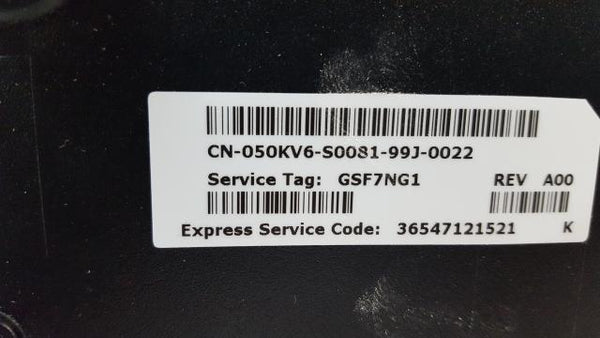 CN-050KV6-S0081-99J-0022
Service Tag: GSF7NG1 REV A00
Express Service Code: 36547121521 K